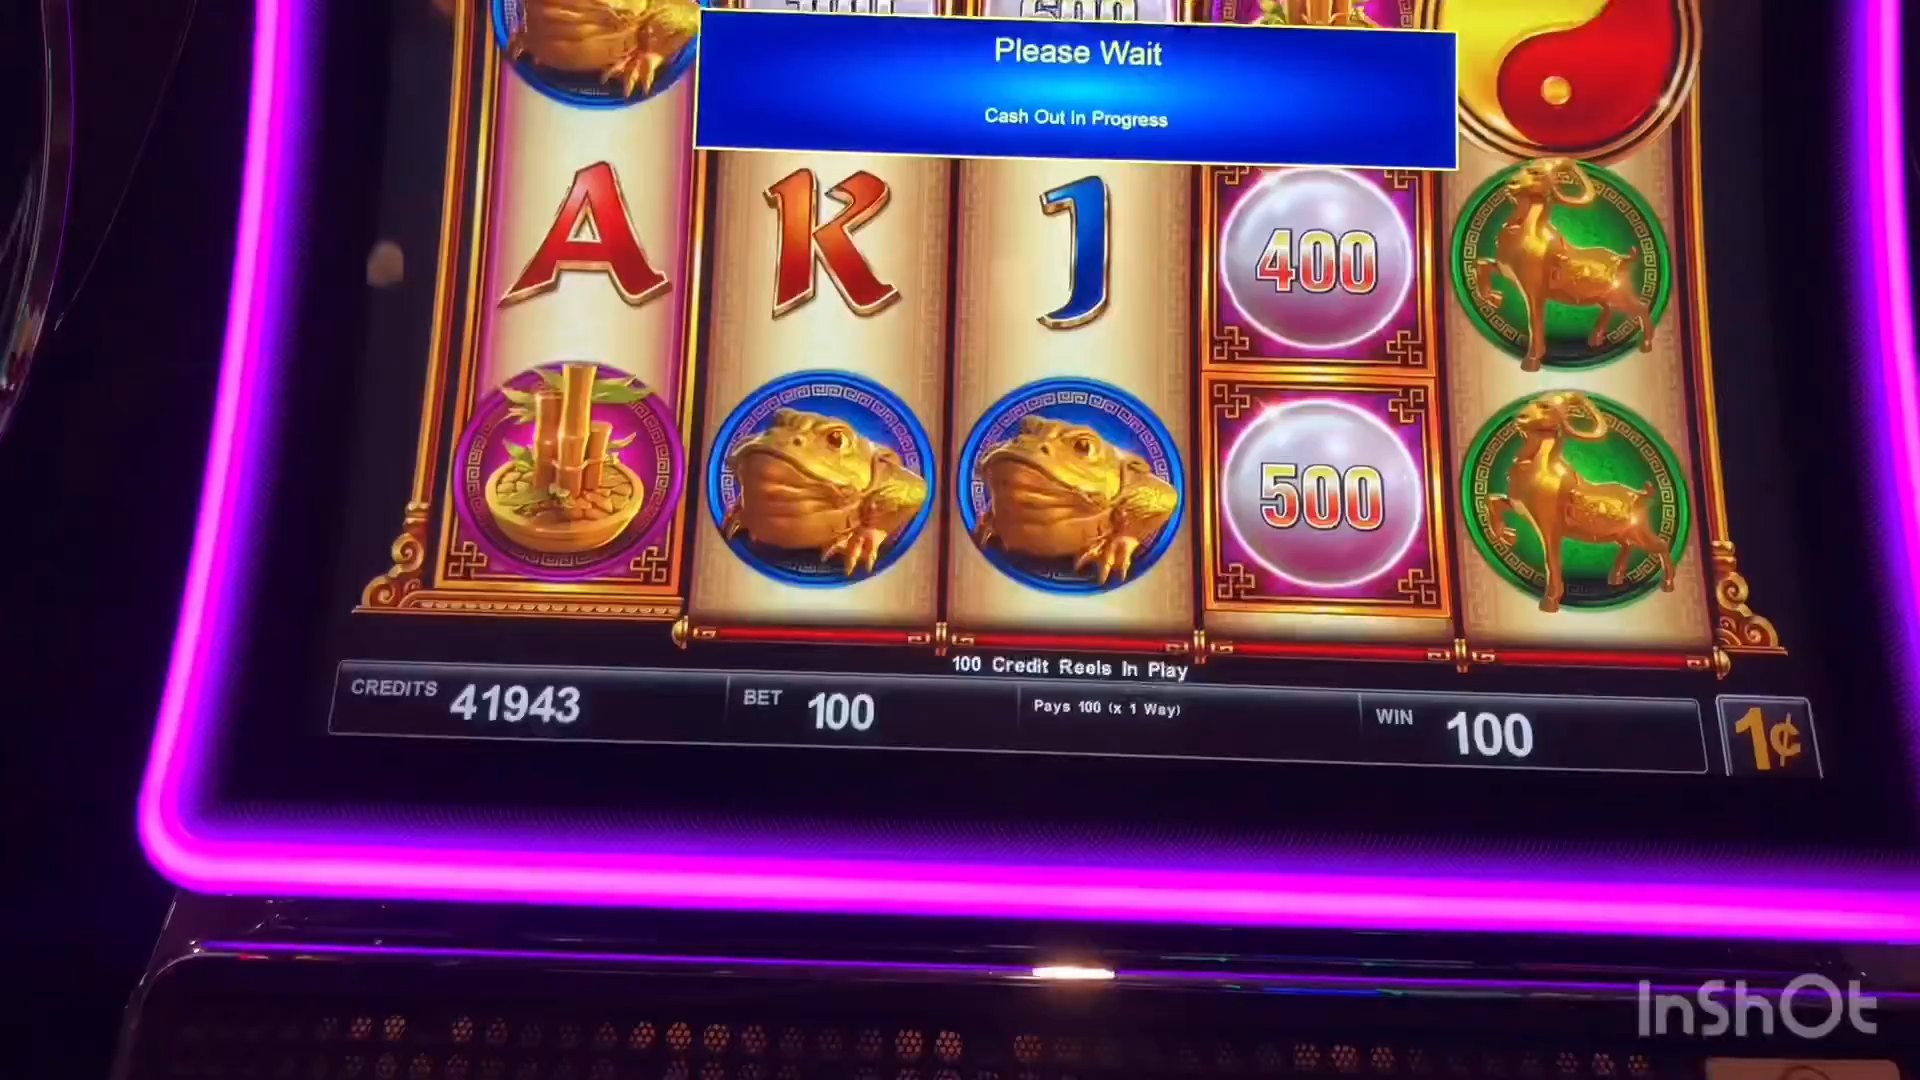 Please Wait
Cash Out In Progress
A K J 400
500
100 Credit Reels In Play
CREDITS 41943 BET 100 Pays 100 (x 1 Way) WIN 100 1¢
InShOt